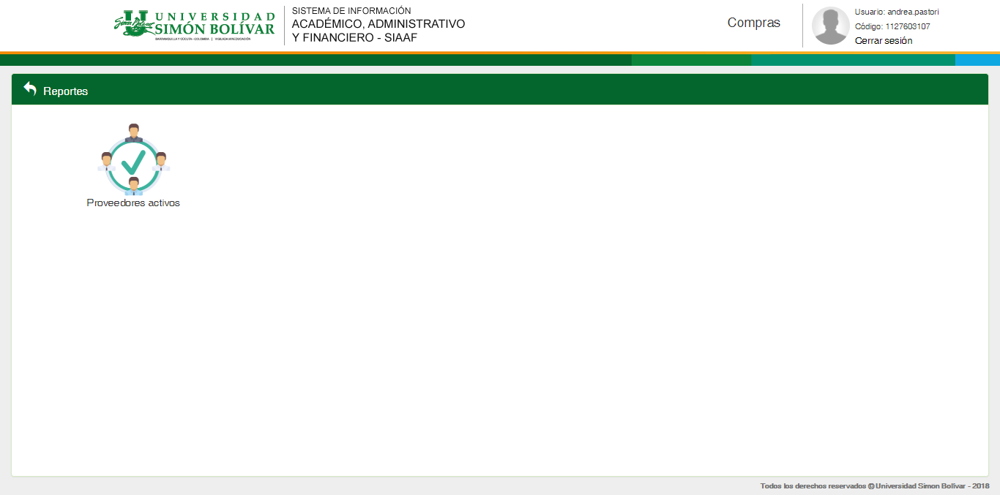 UNIVERSIDAD
SIMÓN BOLÍVAR
BARRANQUILLA Y CÚCUTA - COLOMBIA | VIGILADA MINEDUCACIÓN
SISTEMA DE INFORMACIÓN
ACADÉMICO, ADMINISTRATIVO
Y FINANCIERO - SIAAF
Compras
Usuario: andrea.pastori
Código: 1127603107
Cerrar sesión
Reportes
Proveedores activos
Todos los derechos reservados © Universidad Simon Bolívar - 2018